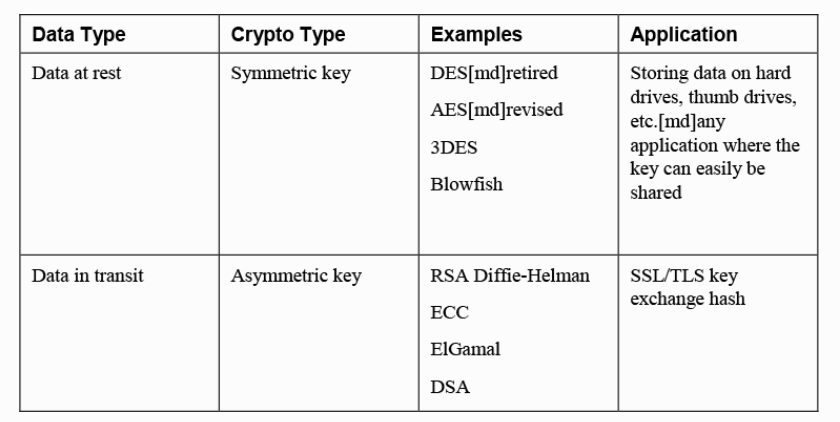 Data Type Crypto Type Examples Application
Data at rest Symmetric key DES[md]retired Storing data on hard
drives, thumb drives,
AES[md]revised
etc.[md]any
3DES application where the
key can easily be
Blowfish shared
Data in transit Asymmetric key RSA Diffie-Helman SSL/TLS key
exchange hash
ECC
ElGamal
DSA